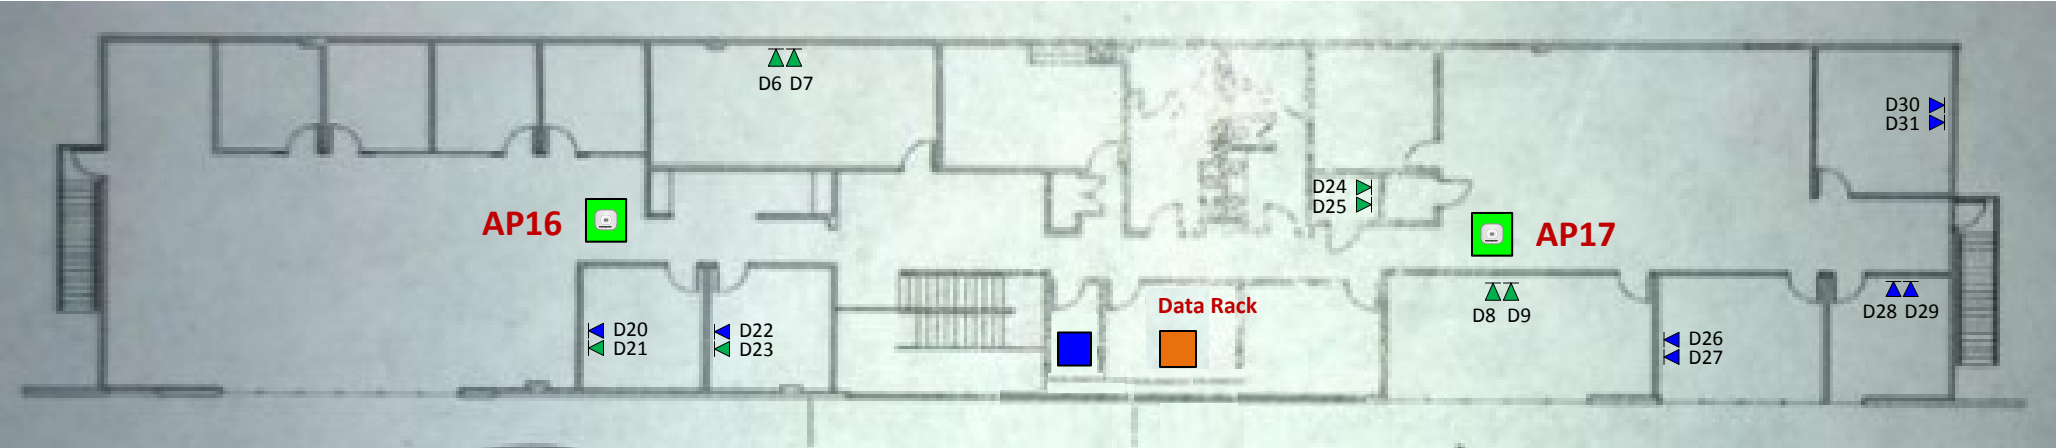 D6 D7
D30
D31
D24
D25
AP16
AP17
Data Rack
D8 D9
D28 D29
D20
D21
D22
D23
D26
D27